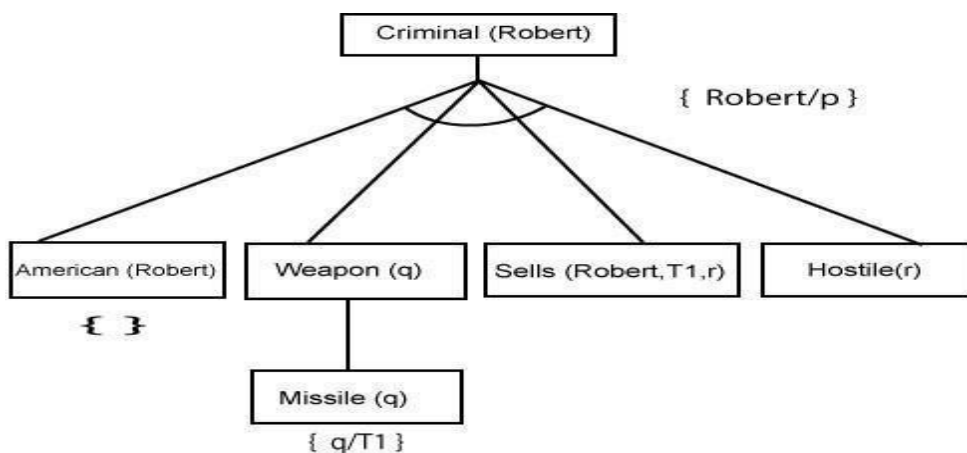 Criminal (Robert)
{ Robert/p }
American (Robert)
Weapon (q)
Sells (Robert,T1,r)
Hostile(r)
{ }
Missile (q)
{ q/T1 }